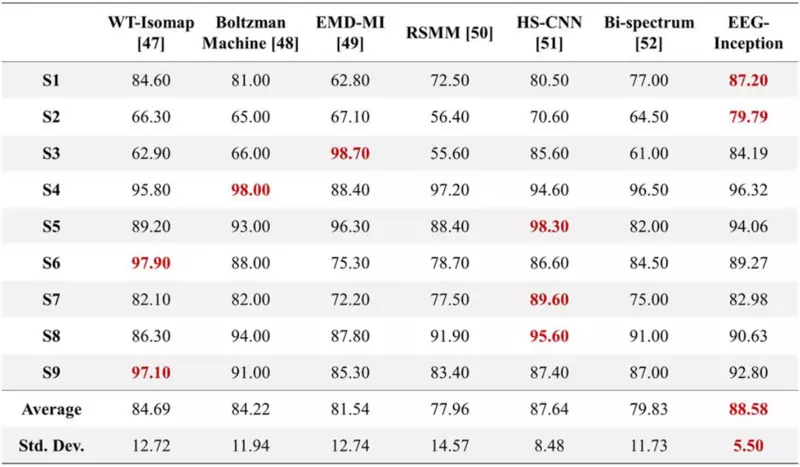 WT-Isomap [47] Boltzman Machine [48] EMD-MI [49] RSMM [50] HS-CNN [51] Bi-spectrum [52] EEG-Inception
S1 84.60 81.00 62.80 72.50 80.50 77.00 87.20
S2 66.30 65.00 67.10 56.40 70.60 64.50 79.79
S3 62.90 66.00 98.70 55.60 85.60 61.00 84.19
S4 95.80 98.00 88.40 97.20 94.60 96.50 96.32
S5 89.20 93.00 96.30 88.40 98.30 82.00 94.06
S6 97.90 88.00 75.30 78.70 86.60 84.50 89.27
S7 82.10 82.00 72.20 77.50 89.60 75.00 82.98
S8 86.30 94.00 87.80 91.90 95.60 91.00 90.63
S9 97.10 91.00 85.30 83.40 87.40 87.00 92.80
Average 84.69 84.22 81.54 77.96 87.64 79.83 88.58
Std. Dev. 12.72 11.94 12.74 14.57 8.48 11.73 5.50